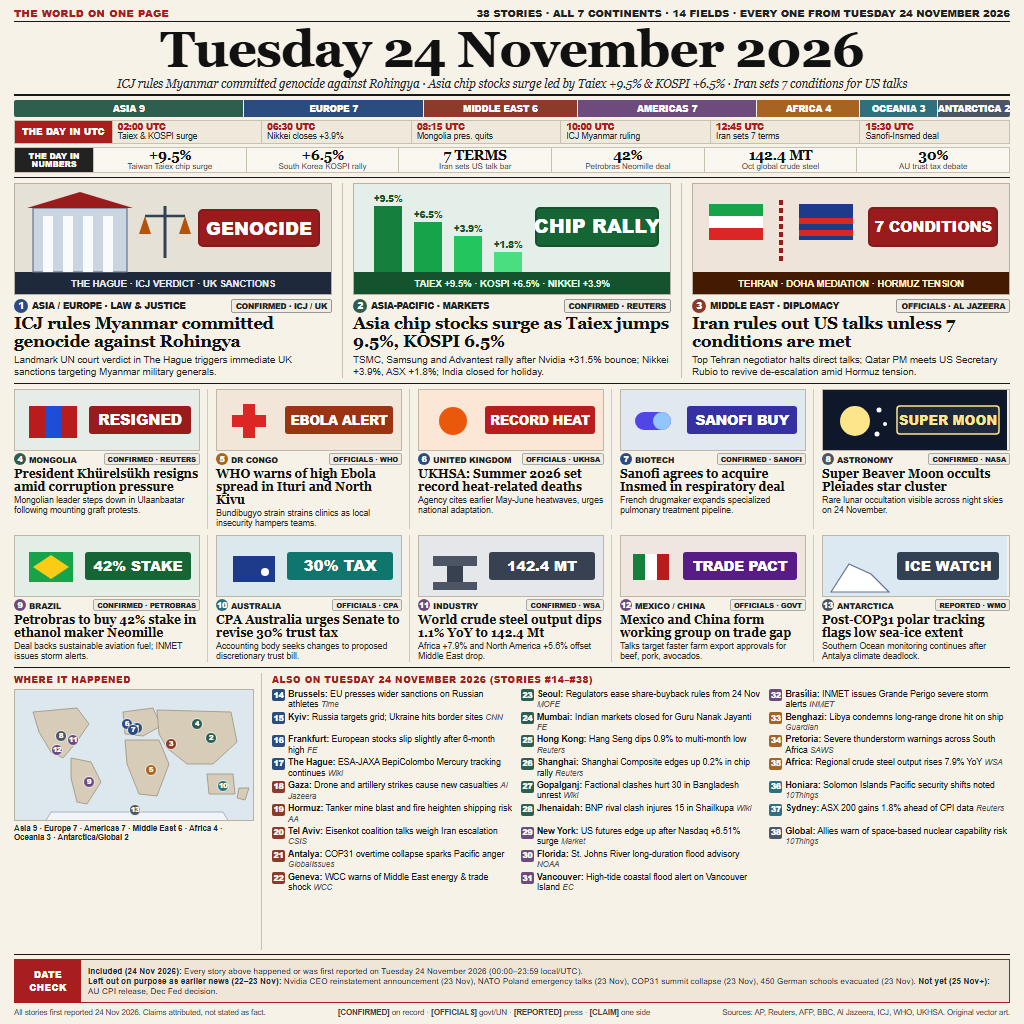 THE WORLD ON ONE PAGE
38 STORIES · ALL 7 CONTINENTS · 14 FIELDS · EVERY ONE FROM TUESDAY 24 NOVEMBER 2026
Tuesday 24 November 2026
ICJ rules Myanmar committed genocide against Rohingya · Asia chip stocks surge led by Taiex +9.5% & KOSPI +6.5% · Iran sets 7 conditions for US talks
ASIA 9
EUROPE 7
MIDDLE EAST 6
AMERICAS 7
AFRICA 4
OCEANIA 3
ANTARCTICA 2
THE DAY IN UTC
02:00 UTC
Taiex & KOSPI surge
06:30 UTC
Nikkei closes +3.9%
08:15 UTC
Mongolia pres. quits
10:00 UTC
ICJ Myanmar ruling
12:45 UTC
Iran sets 7 terms
15:30 UTC
Sanofi-Insmed deal
THE DAY IN
NUMBERS
+9.5%
Taiwan Taiex chip surge
+6.5%
South Korea KOSPI rally
7 TERMS
Iran sets US talk bar
42%
Petrobras Neomille deal
142.4 MT
Oct global crude steel
30%
AU trust tax debate
GENOCIDE
THE HAGUE · ICJ VERDICT · UK SANCTIONS
1 ASIA / EUROPE · LAW & JUSTICE
CONFIRMED · ICJ / UK
ICJ rules Myanmar committed
genocide against Rohingya
Landmark UN court verdict in The Hague triggers immediate UK
sanctions targeting Myanmar military generals.
+9.5%
+6.5%
+3.9%
+1.8%
CHIP RALLY
TAIEX +9.5% · KOSPI +6.5% · NIKKEI +3.9%
2 ASIA-PACIFIC · MARKETS
CONFIRMED · REUTERS
Asia chip stocks surge as Taiex jumps
9.5%, KOSPI 6.5%
TSMC, Samsung and Advantest rally after Nvidia +31.5% bounce; Nikkei
+3.9%, ASX +1.8%; India closed for holiday.
7 CONDITIONS
TEHRAN · DOHA MEDIATION · HORMUZ TENSION
3 MIDDLE EAST · DIPLOMACY
OFFICIALS · AL JAZEERA
Iran rules out US talks unless 7
conditions are met
Top Tehran negotiator halts direct talks; Qatar PM meets US Secretary
Rubio to revive de-escalation amid Hormuz tension.
RESIGNED
4 MONGOLIA
CONFIRMED · REUTERS
President Khürelsükh resigns
amid corruption pressure
Mongolian leader steps down in Ulaanbaatar
following mounting graft protests.
EBOLA ALERT
5 DR CONGO
OFFICIALS · WHO
WHO warns of high Ebola
spread in Ituri and North
Kivu
Bundibugyo strain strains clinics as local
insecurity hampers teams.
RECORD HEAT
6 UNITED KINGDOM
OFFICIALS · UKHSA
UKHSA: Summer 2026 set
record heat-related deaths
Agency cites earlier May-June heatwaves, urges
national adaptation.
SANOFI BUY
7 BIOTECH
CONFIRMED · SANOFI
Sanofi agrees to acquire
Insmed in respiratory deal
French drugmaker expands specialized
pulmonary treatment pipeline.
SUPER MOON
8 ASTRONOMY
CONFIRMED · NASA
Super Beaver Moon occults
Pleiades star cluster
Rare lunar occultation visible across night skies
on 24 November.
42% STAKE
9 BRAZIL
CONFIRMED · PETROBRAS
Petrobras to buy 42% stake in
ethanol maker Neomille
Deal backs sustainable aviation fuel; INMET
issues storm alerts.
30% TAX
10 AUSTRALIA
OFFICIALS · CPA
CPA Australia urges Senate to
revise 30% trust tax
Accounting body seeks changes to proposed
discretionary trust bill.
142.4 MT
11 INDUSTRY
CONFIRMED · WSA
World crude steel output dips
1.1% YoY to 142.4 Mt
Africa +7.9% and North America +5.6% offset
Middle East drop.
TRADE PACT
12 MEXICO / CHINA
OFFICIALS · GOVT
Mexico and China form
working group on trade gap
Talks target faster farm export approvals for
beef, pork, avocados.
ICE WATCH
13 ANTARCTICA
REPORTED · WMO
Post-COP31 polar tracking
flags low sea-ice extent
Southern Ocean monitoring continues after
Antalya climate deadlock.
WHERE IT HAPPENED
8
11
12
9
6
7
5
3
4
2
10
13
Asia 9 · Europe 7 · Americas 7 · Middle East 6 · Africa 4 ·
Oceania 3 · Antarctica/Global 2
ALSO ON TUESDAY 24 NOVEMBER 2026 (STORIES #14–#38)
14 Brussels: EU presses wider sanctions on Russian
athletes Time
15 Kyiv: Russia targets grid; Ukraine hits border sites CNN
16 Frankfurt: European stocks slip slightly after 6-month
high FE
17 The Hague: ESA-JAXA BepiColombo Mercury tracking
continues Wiki
18 Gaza: Drone and artillery strikes cause new casualties Al
Jazeera
19 Hormuz: Tanker mine blast and fire heighten shipping risk
AA
20 Tel Aviv: Eisenkot coalition talks weigh Iran escalation
CSIS
21 Antalya: COP31 overtime collapse sparks Pacific anger
GlobalIssues
22 Geneva: WCC warns of Middle East energy & trade
shock WCC
23 Seoul: Regulators ease share-buyback rules from 24 Nov
MOFE
24 Mumbai: Indian markets closed for Guru Nanak Jayanti
FE
25 Hong Kong: Hang Seng dips 0.9% to multi-month low
Reuters
26 Shanghai: Shanghai Composite edges up 0.2% in chip
rally Reuters
27 Gopalganj: Factional clashes hurt 30 in Bangladesh
unrest Wiki
28 Jhenaidah: BNP rival clash injures 15 in Shailkupa Wiki
29 New York: US futures edge up after Nasdaq +6.51%
surge Market
30 Florida: St. Johns River long-duration flood advisory
NOAA
31 Vancouver: High-tide coastal flood alert on Vancouver
Island EC
32 Brasília: INMET issues Grande Perigo severe storm
alerts INMET
33 Benghazi: Libya condemns long-range drone hit on ship
Guardian
34 Pretoria: Severe thunderstorm warnings across South
Africa SAWS
35 Africa: Regional crude steel output rises 7.9% YoY WSA
36 Honiara: Solomon Islands Pacific security shifts noted
10Things
37 Sydney: ASX 200 gains 1.8% ahead of CPI data Reuters
38 Global: Allies warn of space-based nuclear capability risk
10Things
DATE
CHECK
Included (24 Nov 2026): Every story above happened or was first reported on Tuesday 24 November 2026 (00:00–23:59 local/UTC).
Left out on purpose as earlier news (22–23 Nov): Nvidia CEO reinstatement announcement (23 Nov), NATO Poland emergency talks (23 Nov), COP31 summit collapse (23 Nov), 450 German schools evacuated (23 Nov). Not yet (25 Nov+):
AU CPI release, Dec Fed decision.
All stories first reported 24 Nov 2026. Claims attributed, not stated as fact.
[CONFIRMED] on record · [OFFICIALS] govt/UN · [REPORTED] press · [CLAIM] one side
Sources: AP, Reuters, AFP, BBC, Al Jazeera, ICJ, WHO, UKHSA. Original vector art.